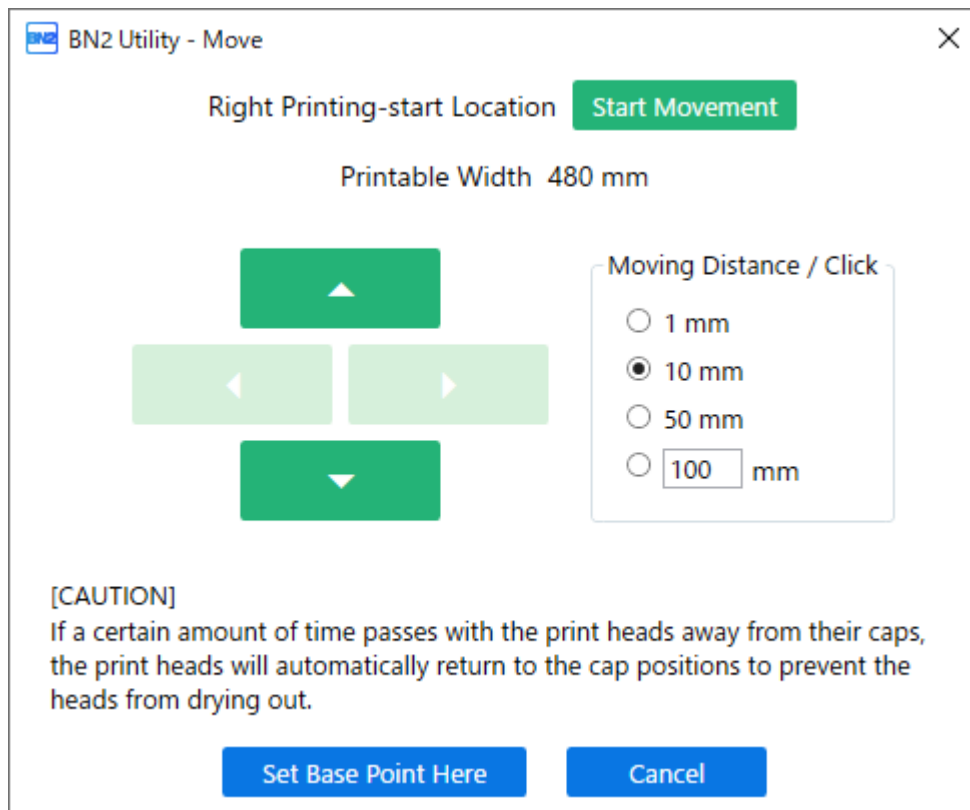 BN2 BN2 Utility - Move
Right Printing-start Location Start Movement
Printable Width 480 mm
Moving Distance / Click
1 mm
10 mm
50 mm
100 mm
[CAUTION]
If a certain amount of time passes with the print heads away from their caps,
the print heads will automatically return to the cap positions to prevent the
heads from drying out.
Set Base Point Here Cancel